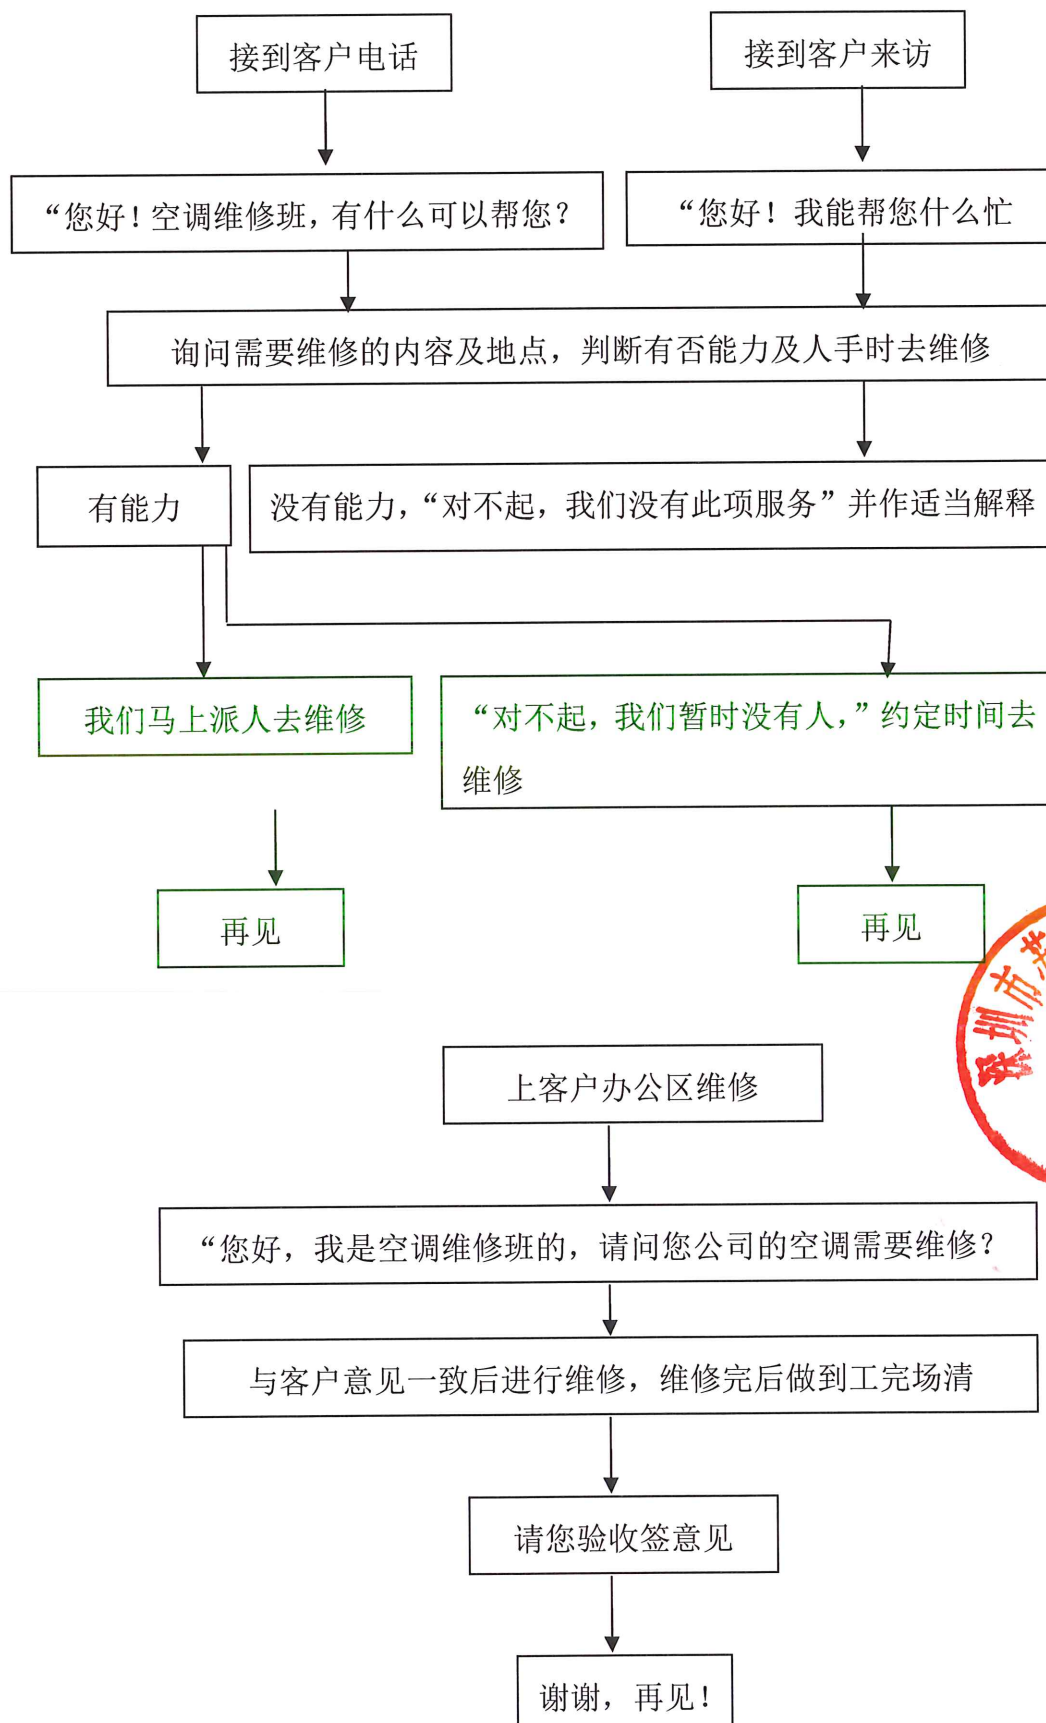 接到客户电话
接到客户来访
“您好！空调维修班，有什么可以帮您？
“您好！我能帮您什么忙
询问需要维修的内容及地点，判断有否能力及人手时去维修
有能力
没有能力，“对不起，我们没有此项服务”并作适当解释
我们马上派人去维修
“对不起，我们暂时没有人，”约定时间去
维修
再见
再见
深圳市
上客户办公区维修
“您好，我是空调维修班的，请问您公司的空调需要维修？
与客户意见一致后进行维修，维修完后做到工完场清
请您验收签意见
谢谢，再见！